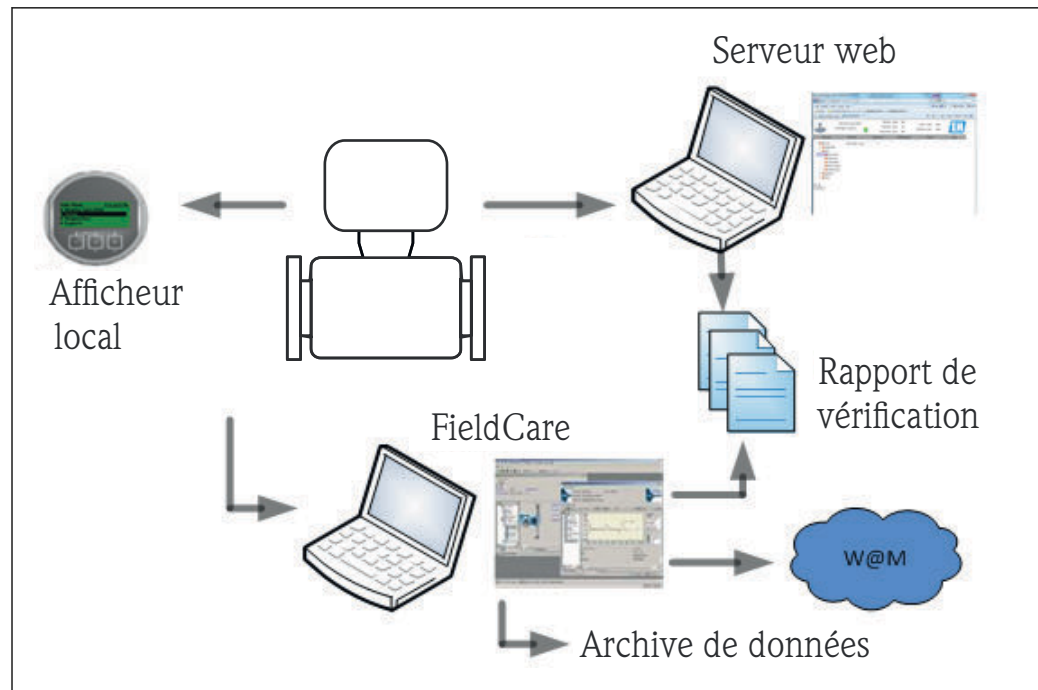 Serveur web
Afficheur
local
Rapport de
vérification
FieldCare
W@M
Archive de données